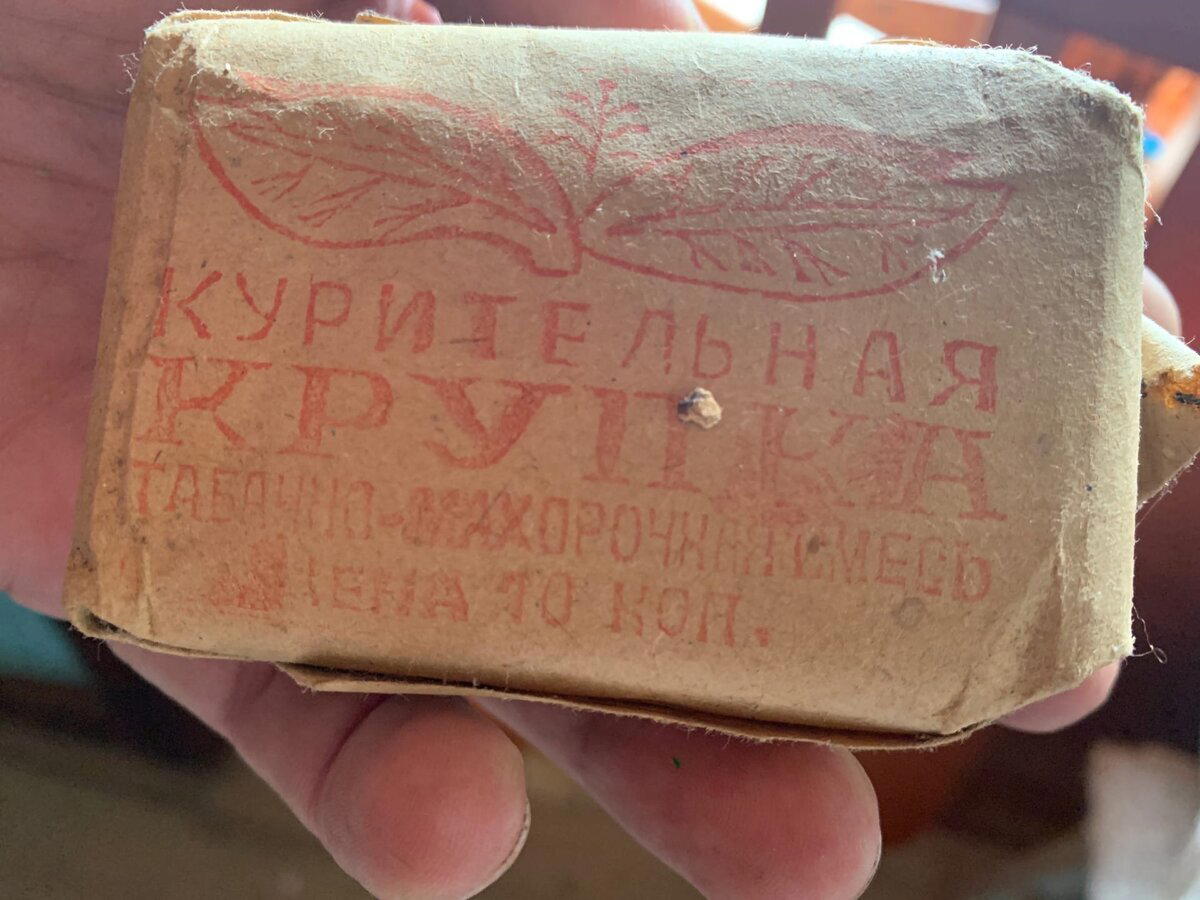 КУРИТЕЛЬНАЯ
КРУПКА
ТАБАЧНО-МАХОРОЧНАЯ СМЕСЬ
ЦЕНА 10 КОП.